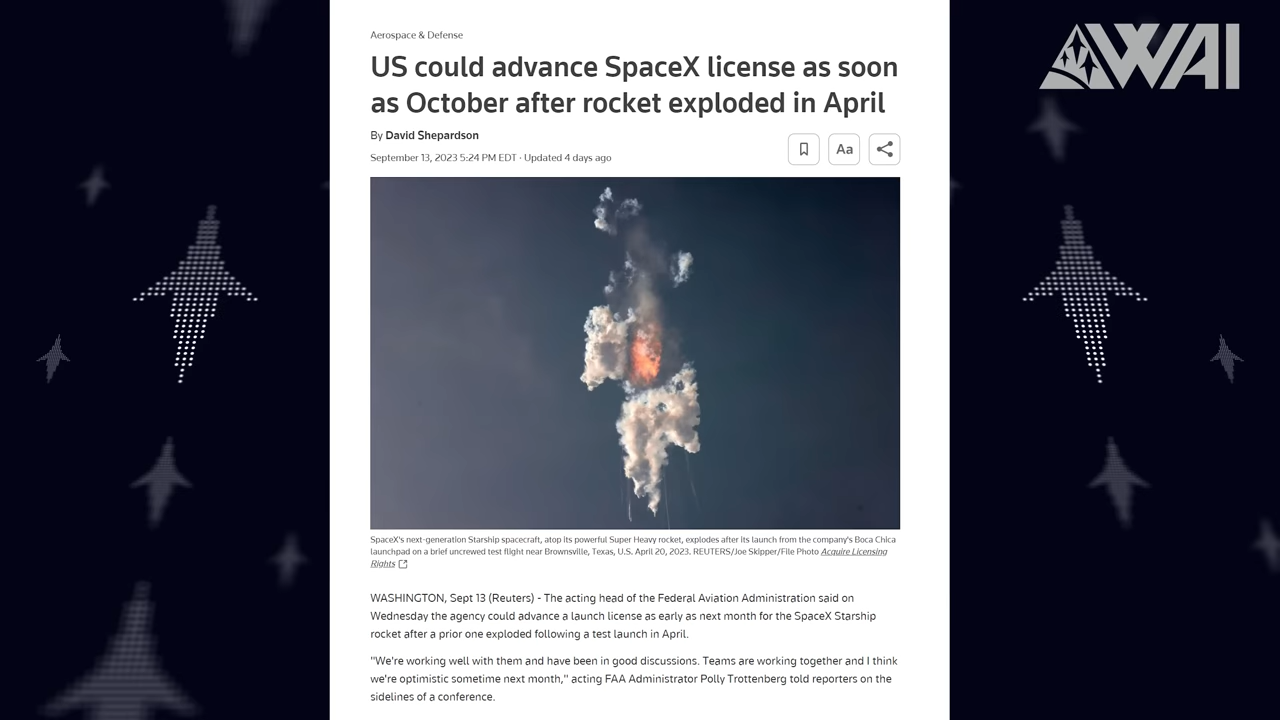 Aerospace & Defense
WAI
US could advance SpaceX license as soon
as October after rocket exploded in April
By David Shepardson
September 13, 2023 5:24 PM EDT · Updated 4 days ago
Aa
SpaceX's next-generation Starship spacecraft, atop its powerful Super Heavy rocket, explodes after its launch from the company's Boca Chica
launchpad on a brief uncrewed test flight near Brownsville, Texas, U.S. April 20, 2023. REUTERS/Joe Skipper/File Photo Acquire Licensing
Rights
WASHINGTON, Sept 13 (Reuters) - The acting head of the Federal Aviation Administration said on
Wednesday the agency could advance a launch license as early as next month for the SpaceX Starship
rocket after a prior one exploded following a test launch in April.
"We're working well with them and have been in good discussions. Teams are working together and I think
we're optimistic sometime next month," acting FAA Administrator Polly Trottenberg told reporters on the
sidelines of a conference.